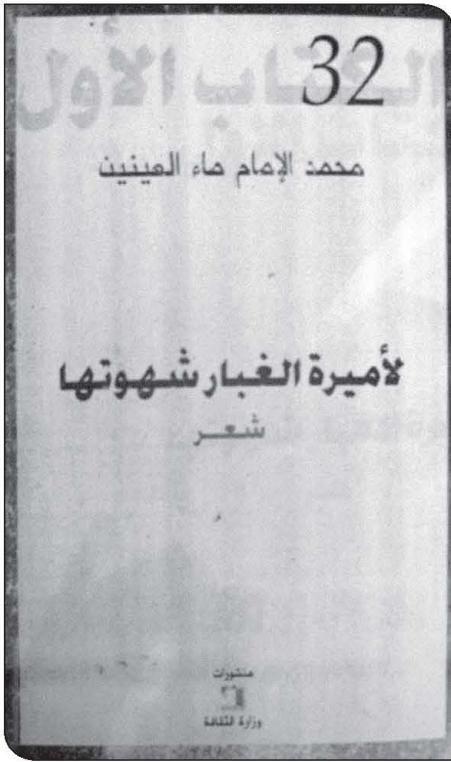 الكتاب الأول
32
محمد الإمام ماء العينين
لأميرة الغبار شهوتها
شعر
منشورات
وزارة الثقافة